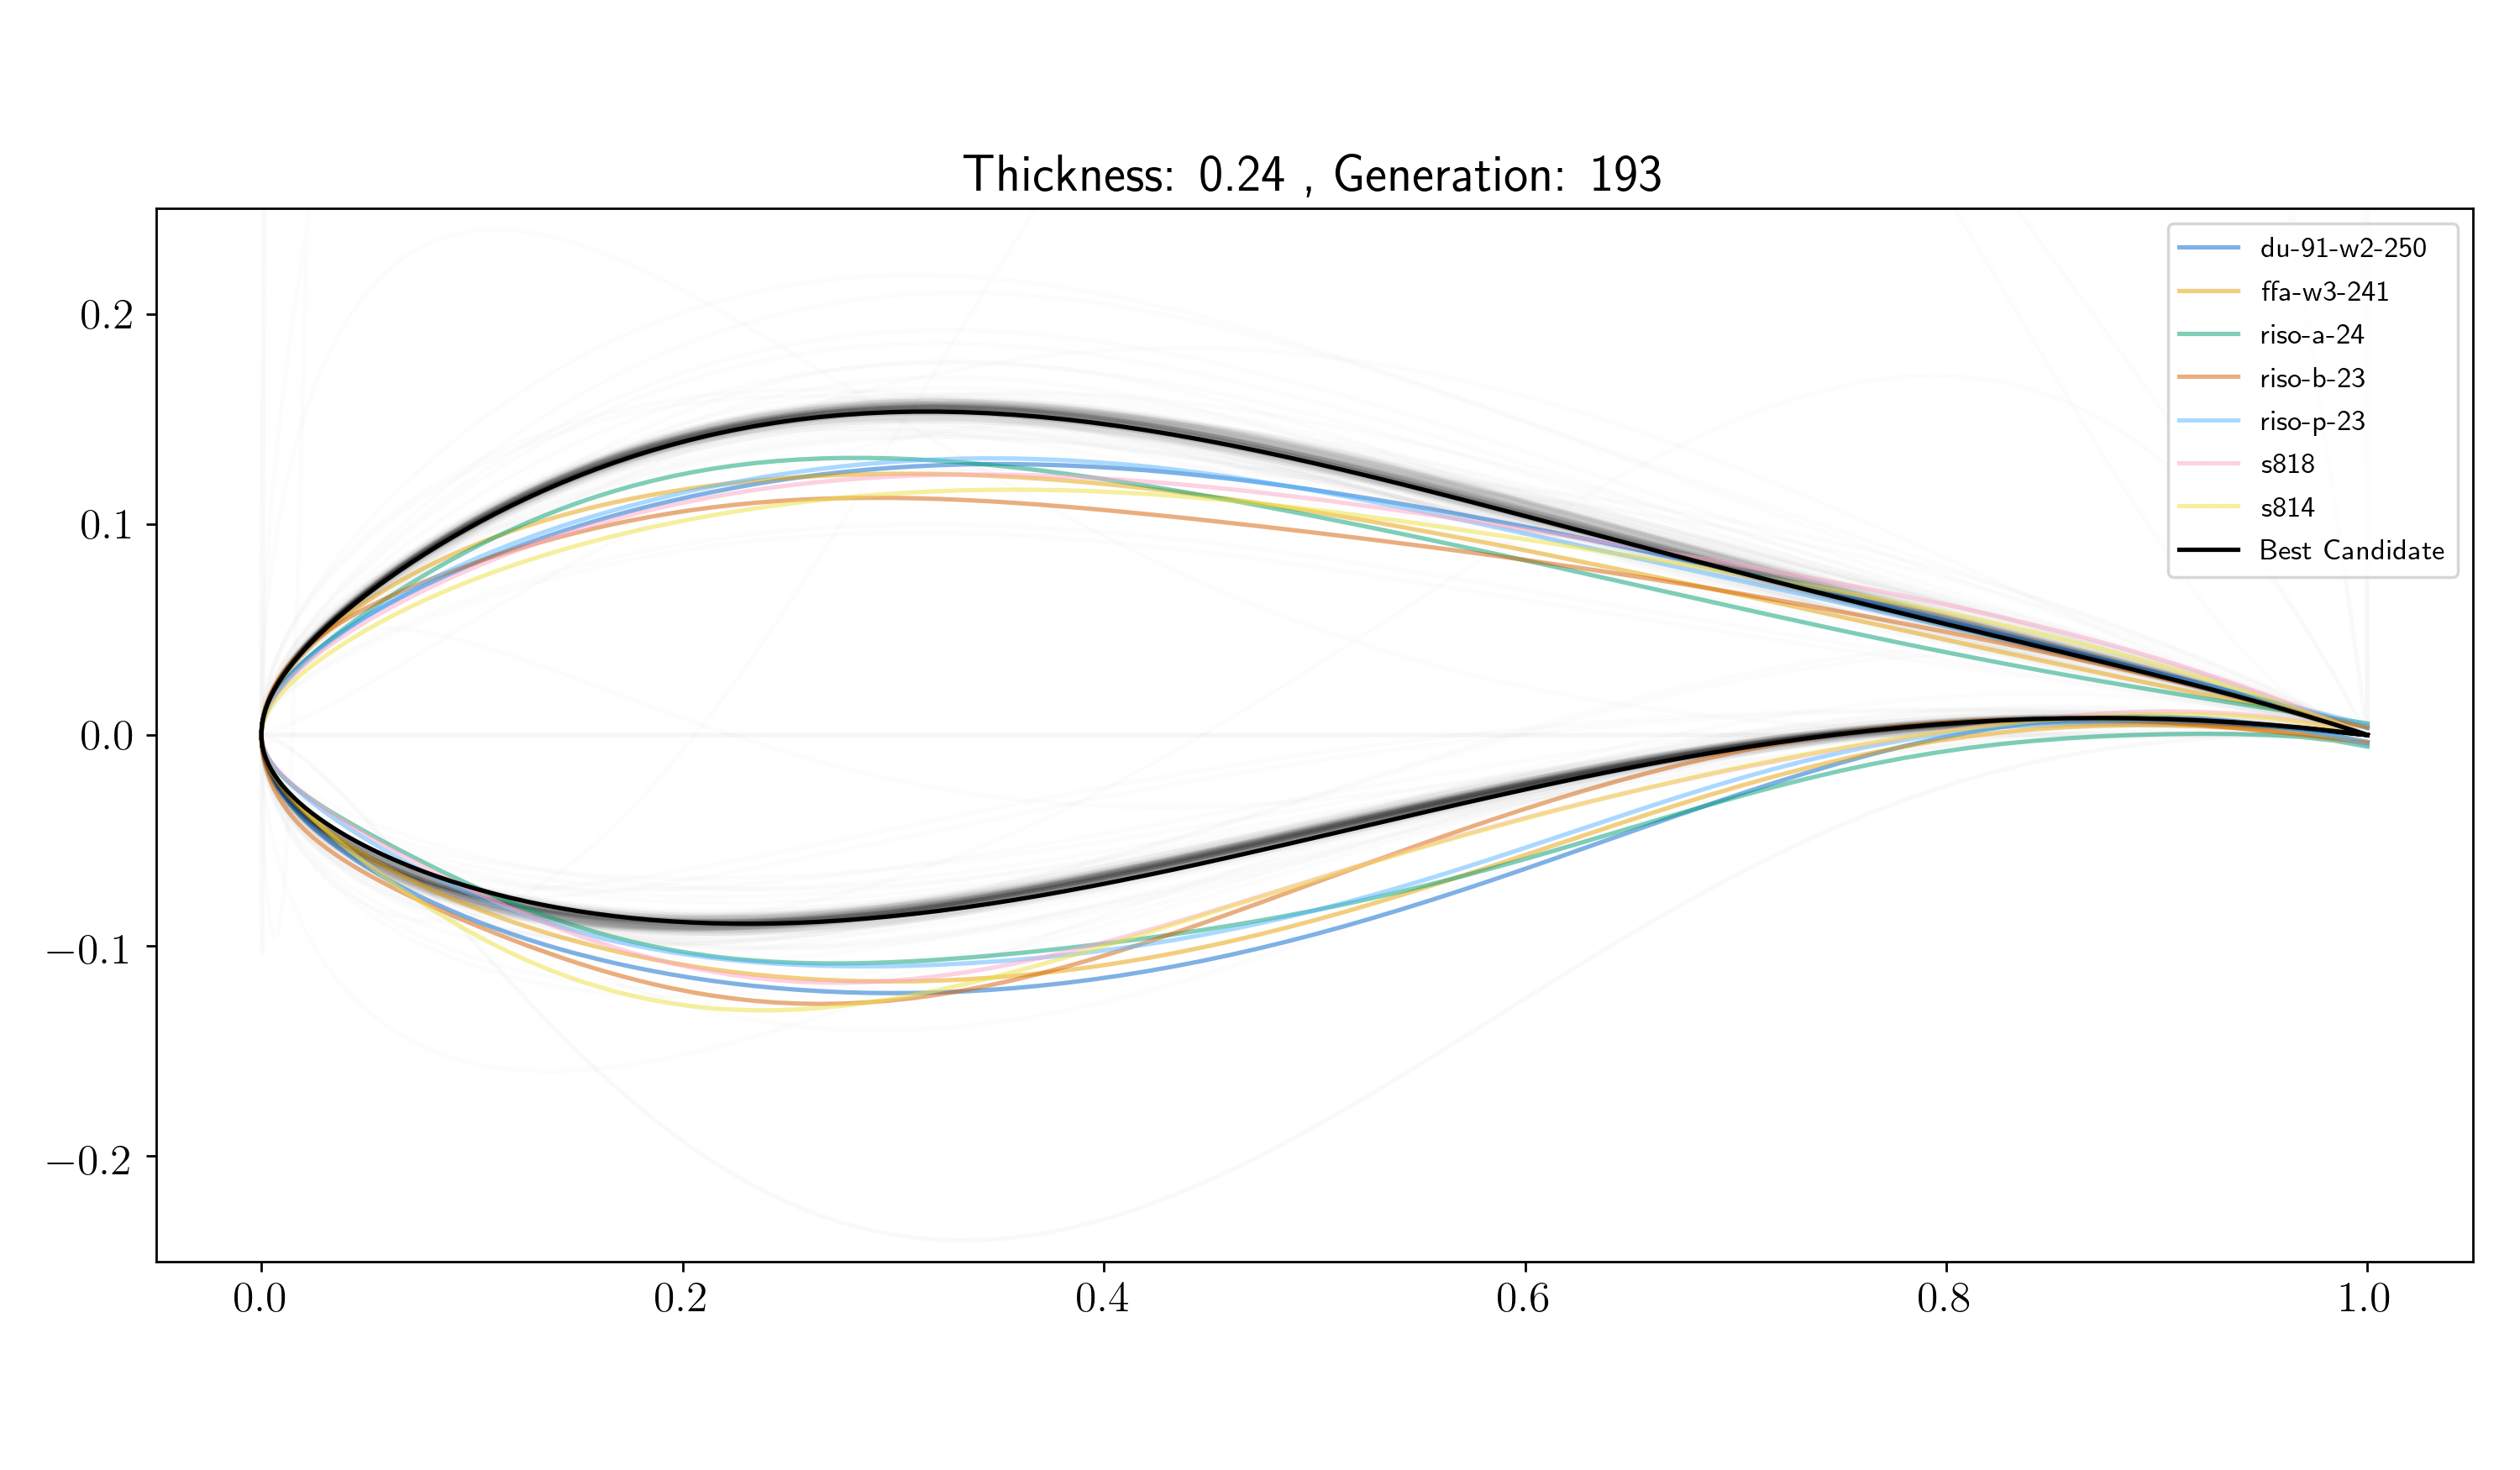 Thickness: 0.24 , Generation: 193
du-91-w2-250
ffa-w3-241
riso-a-24
riso-b-23
riso-p-23
s818
s814
Best Candidate
0.2
0.1
0.0
−0.1
−0.2
0.0 0.2 0.4 0.6 0.8 1.0